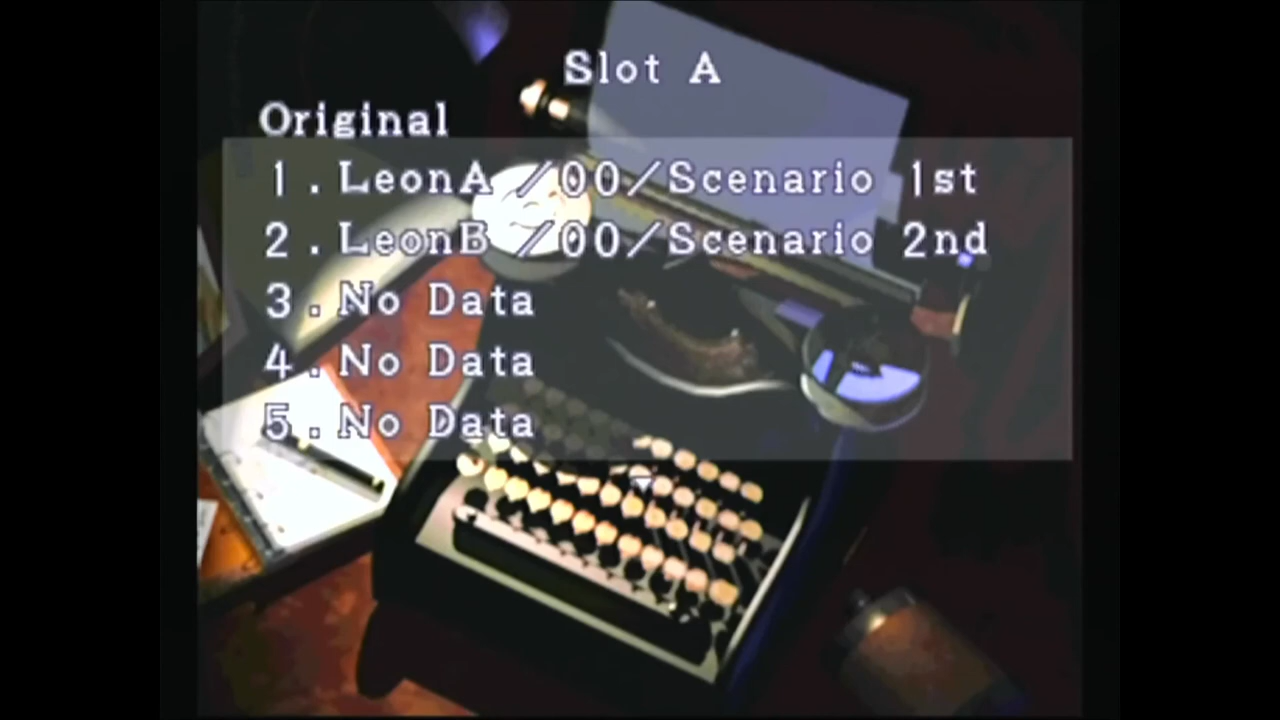 Slot A
Original
1. LeonA /00/Scenario 1st
2. LeonB /00/Scenario 2nd
3. No Data
4. No Data
5. No Data